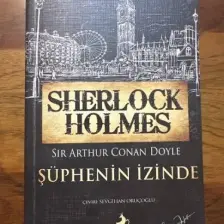 SHERLOCK
HOLMES
SIR ARTHUR CONAN DOYLE
ŞÜPHENİN İZİNDE